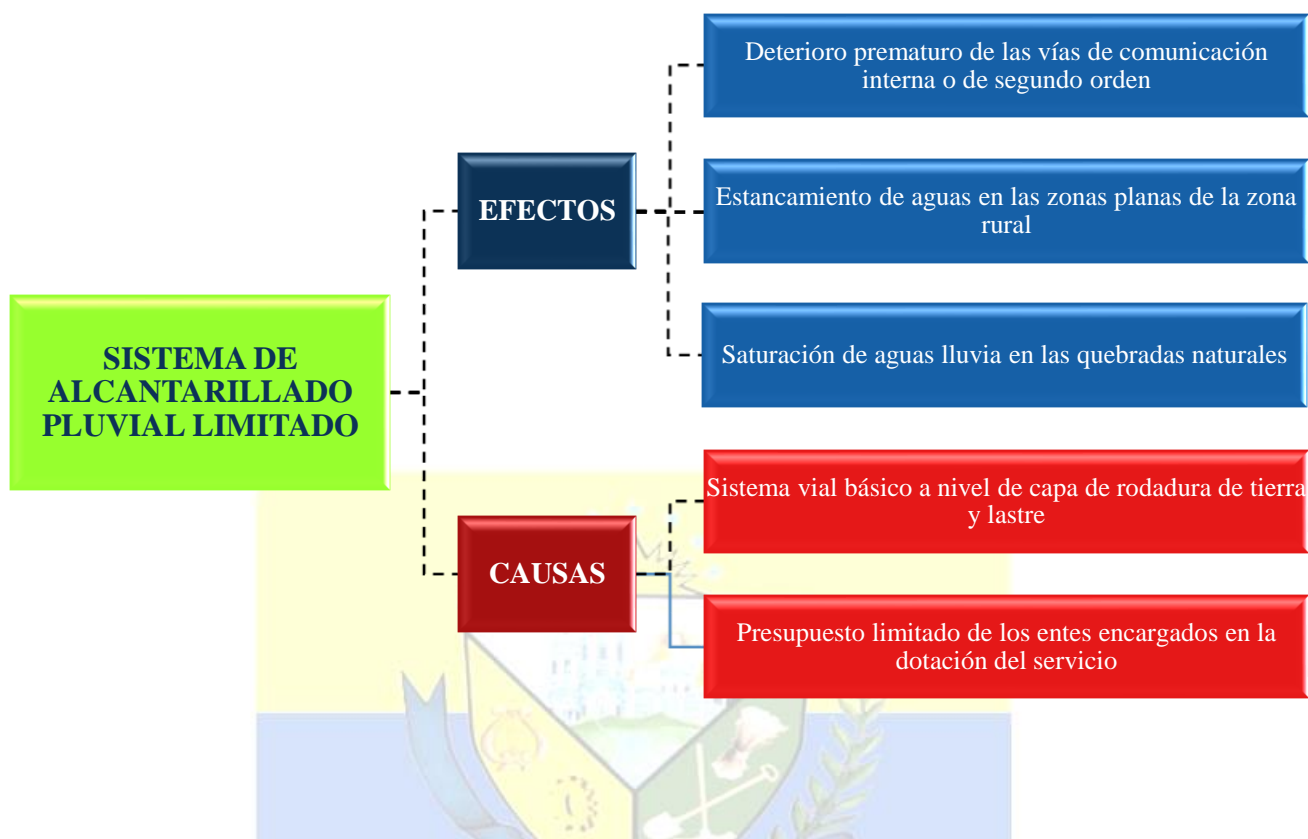 Deterioro prematuro de las vías de comunicación
interna o de segundo orden
EFECTOS
Estancamiento de aguas en las zonas planas de la zona
rural
Saturación de aguas lluvia en las quebradas naturales
SISTEMA DE
ALCANTARILLADO
PLUVIAL LIMITADO
Sistema vial básico a nivel de capa de rodadura de tierra
y lastre
CAUSAS
Presupuesto limitado de los entes encargados en la
dotación del servicio